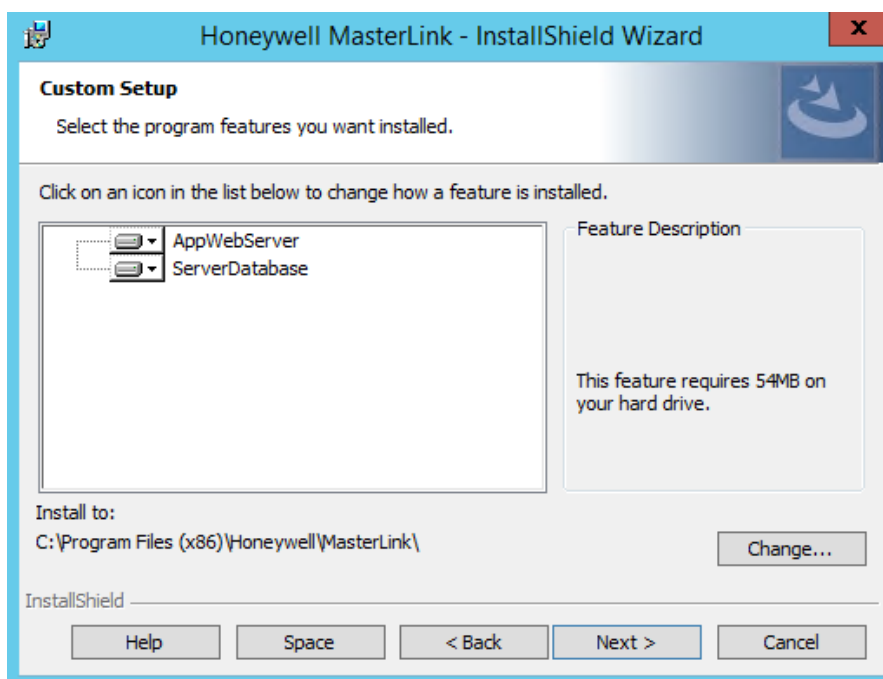 Honeywell MasterLink - InstallShield Wizard
x
Custom Setup
Select the program features you want installed.
Click on an icon in the list below to change how a feature is installed.
AppWebServer
ServerDatabase
Feature Description
This feature requires 54MB on
your hard drive.
Install to:
C:\Program Files (x86)\Honeywell\MasterLink\
Change...
InstallShield
Help
Space
< Back
Next >
Cancel